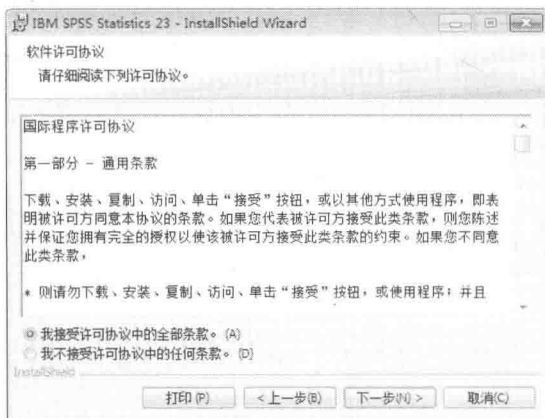 IBM SPSS Statistics 23 - InstallShield Wizard
软件许可协议
请仔细阅读下列许可协议。
国际程序许可协议
第一部分 - 通用条款
下载、安装、复制、访问、单击“接受”按钮，或以其他方式使用程序，即表
明被许可方同意本协议的条款。如果您代表被许可方接受此类条款，则您陈述
并保证您拥有完全的授权以使该被许可方接受此类条款的约束。如果您不同意
此类条款，
* 则请勿下载、安装、复制、访问、单击“接受”按钮，或使用程序；并且
我接受许可协议中的全部条款。(A)
我不接受许可协议中的任何条款。(D)
InstallShield
打印(P) <上一步(B) 下一步(N)> 取消(C)